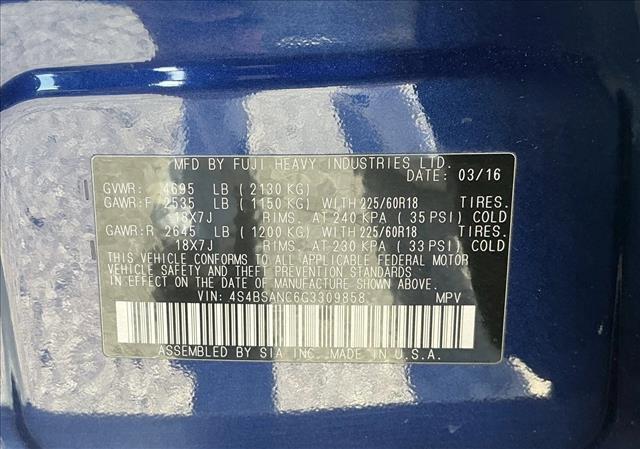 MFD BY FUJI HEAVY INDUSTRIES LTD.
DATE: 03/16
GVWR: 4695 LB ( 2130 KG)
GAWR:F 2535 LB ( 1150 KG) WITH 225/60R18 TIRES.
18X7J RIMS. AT 240 KPA ( 35 PSI) COLD
GAWR:R 2645 LB ( 1200 KG) WITH 225/60R18 TIRES.
18X7J RIMS. AT 230 KPA ( 33 PSI) COLD
THIS VEHICLE CONFORMS TO ALL APPLICABLE FEDERAL MOTOR
VEHICLE SAFETY AND THEFT PREVENTION STANDARDS
IN EFFECT ON THE DATE OF MANUFACTURE SHOWN ABOVE.
VIN: 4S4BSANC6G3309858 MPV
ASSEMBLED BY SIA INC. MADE IN U.S.A.